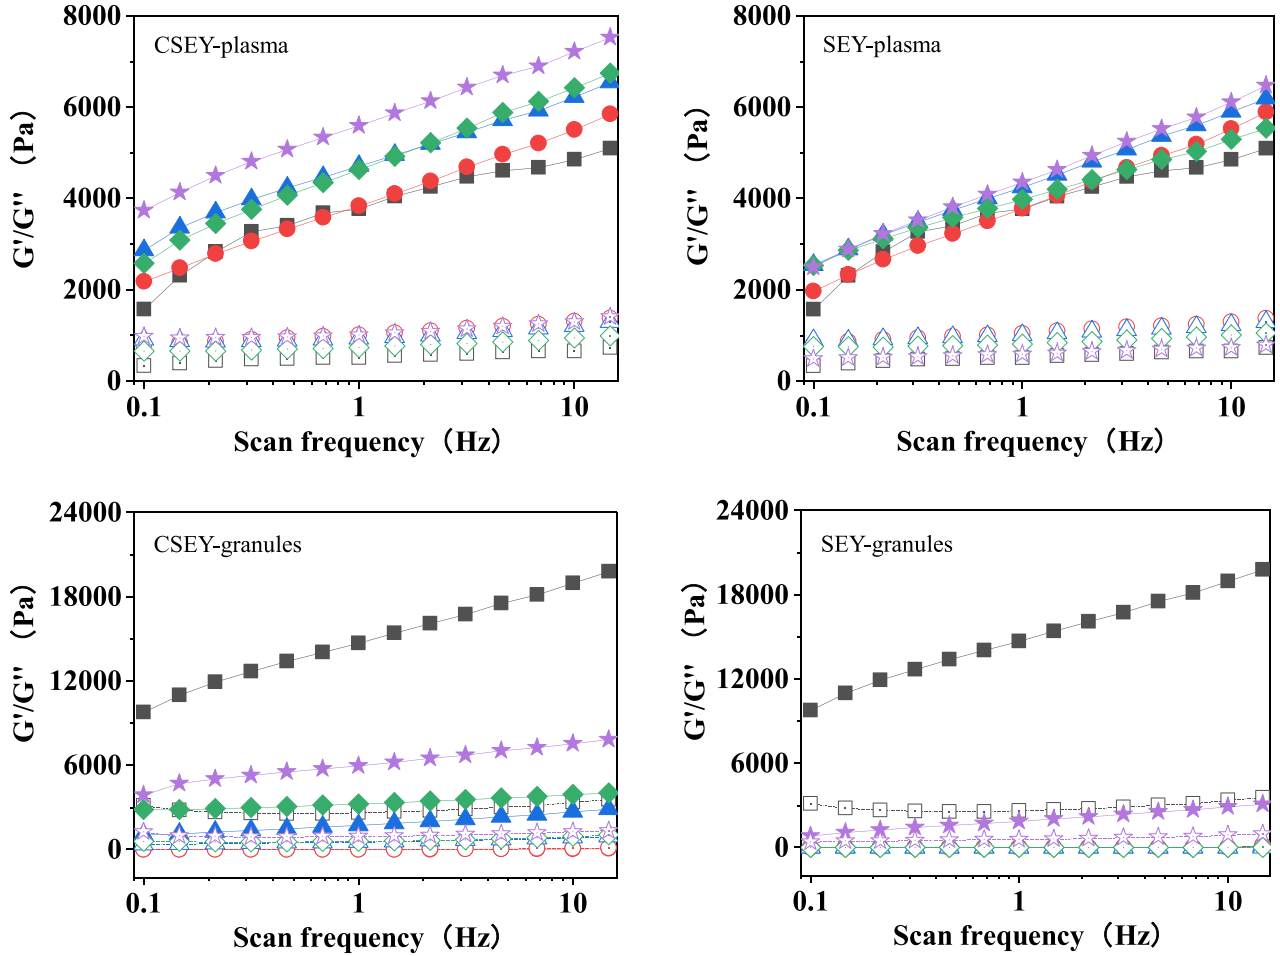 8000
6000
4000
2000
0
G'/G'' (Pa)
CSEY-plasma
0.1
1
10
Scan frequency (Hz)
8000
6000
4000
2000
0
G'/G'' (Pa)
SEY-plasma
0.1
1
10
Scan frequency (Hz)
24000
18000
12000
6000
0
G'/G'' (Pa)
CSEY-granules
0.1
1
10
Scan frequency (Hz)
24000
18000
12000
6000
0
G'/G'' (Pa)
SEY-granules
0.1
1
10
Scan frequency (Hz)